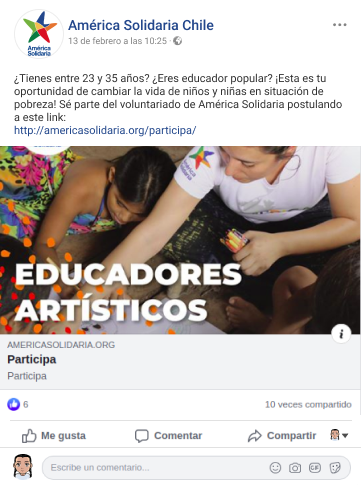 América Solidaria Chile
13 de febrero a las 10:25 ·
América
Solidaria
¿Tienes entre 23 y 35 años? ¿Eres educador popular? ¡Esta es tu
oportunidad de cambiar la vida de niños y niñas en situación de
pobreza! Sé parte del voluntariado de América Solidaria postulando
a este link:
http://americasolidaria.org/participa/
EDUCADORES
ARTÍSTICOS
AMERICASOLIDARIA.ORG
Participa
Participa
6
10 veces compartido
Me gusta
Comentar
Compartir
Escribe un comentario...
GIF